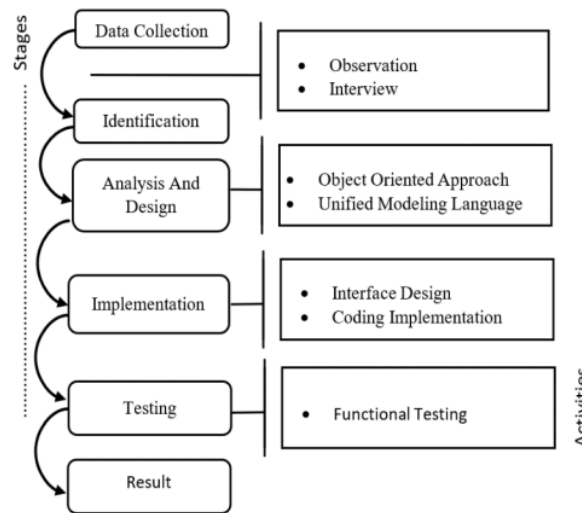 Stages
Data Collection
• Observation
• Interview
Identification
Analysis And
Design
• Object Oriented Approach
• Unified Modeling Language
Implementation
• Interface Design
• Coding Implementation
Testing
• Functional Testing
Result
Activities